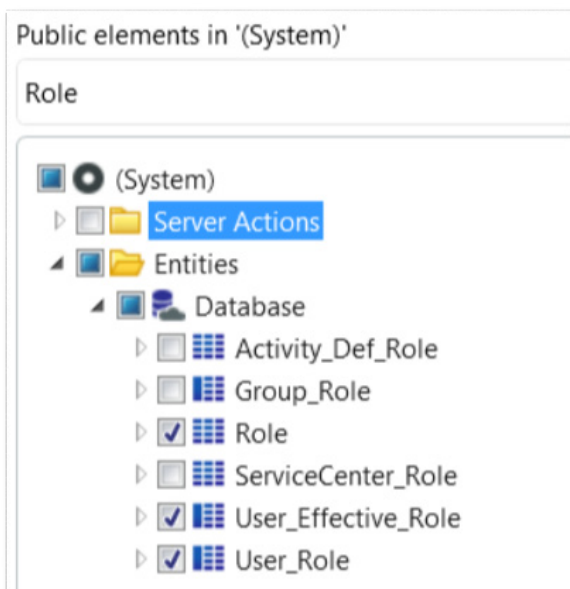 Public elements in '(System)'
Role
(System)
Server Actions
Entities
Database
Activity_Def_Role
Group_Role
Role
ServiceCenter_Role
User_Effective_Role
User_Role